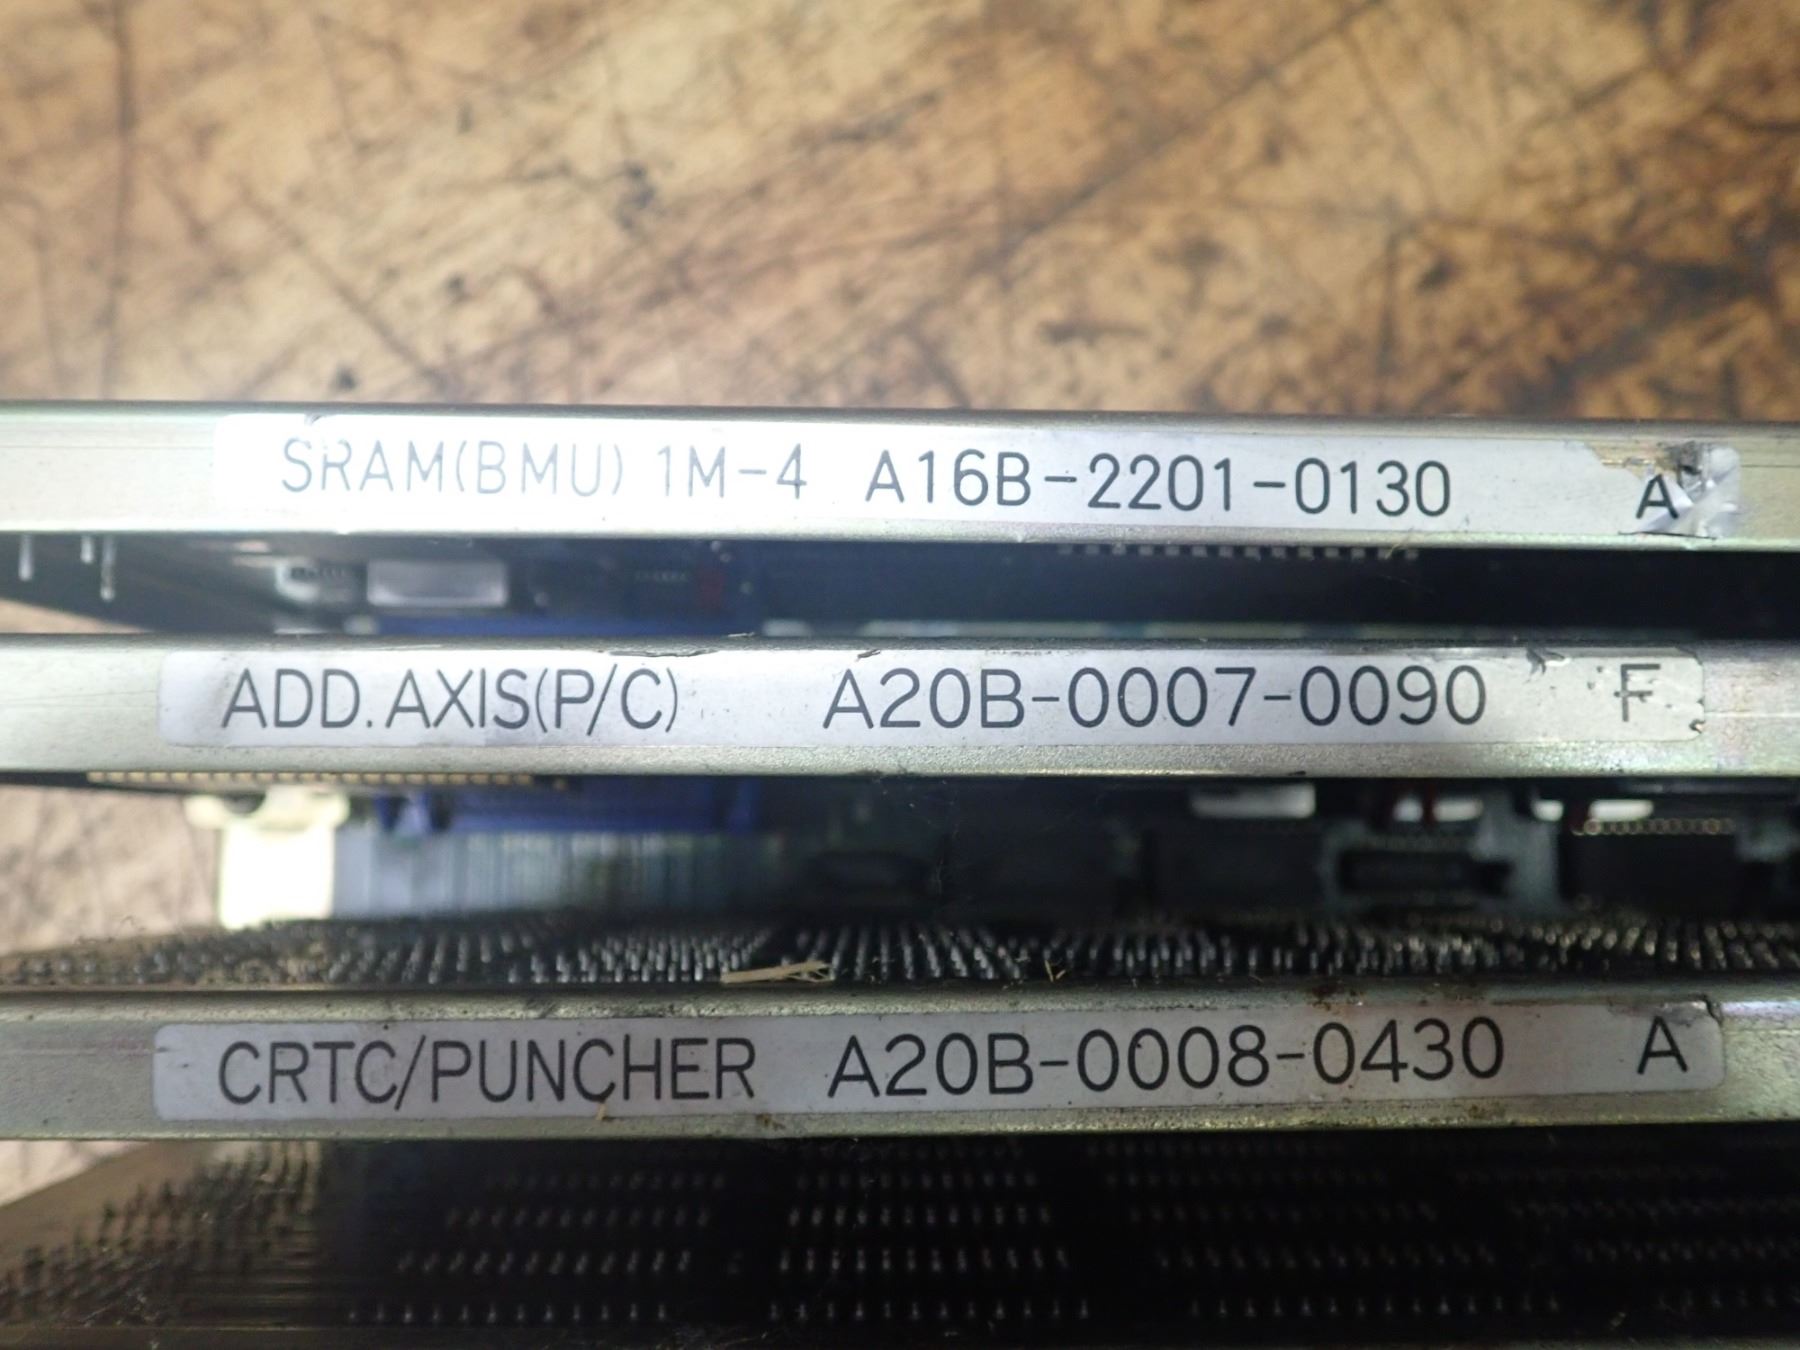 SRAM(BMU) 1M-4 A16B-2201-0130 A
ADD.AXIS(P/C) A20B-0007-0090 F
CRTC/PUNCHER A20B-0008-0430 A